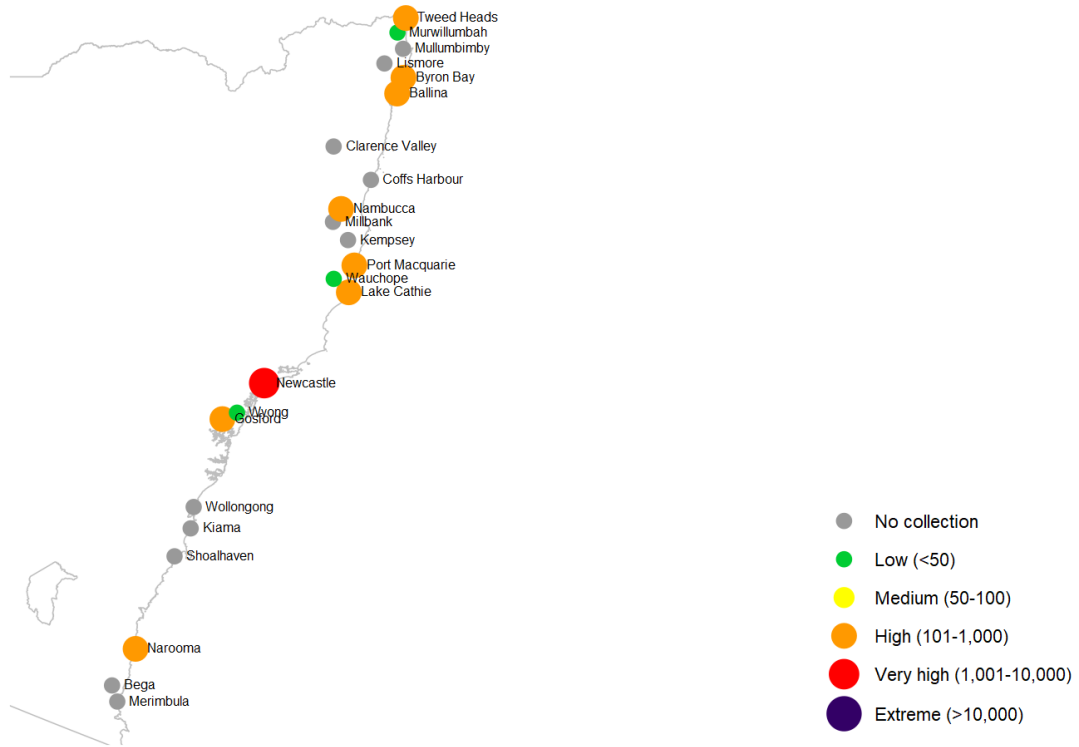 Tweed Heads
Murwillumbah
Mullumbimby
Lismore
Byron Bay
Ballina
Clarence Valley
Coffs Harbour
Nambucca
Millbank
Kempsey
Port Macquarie
Wauchope
Lake Cathie
Newcastle
Wyong
Gosford
Wollongong
Kiama
Shoalhaven
Narooma
Bega
Merimbula
No collection
Low (<50)
Medium (50-100)
High (101-1,000)
Very high (1,001-10,000)
Extreme (>10,000)